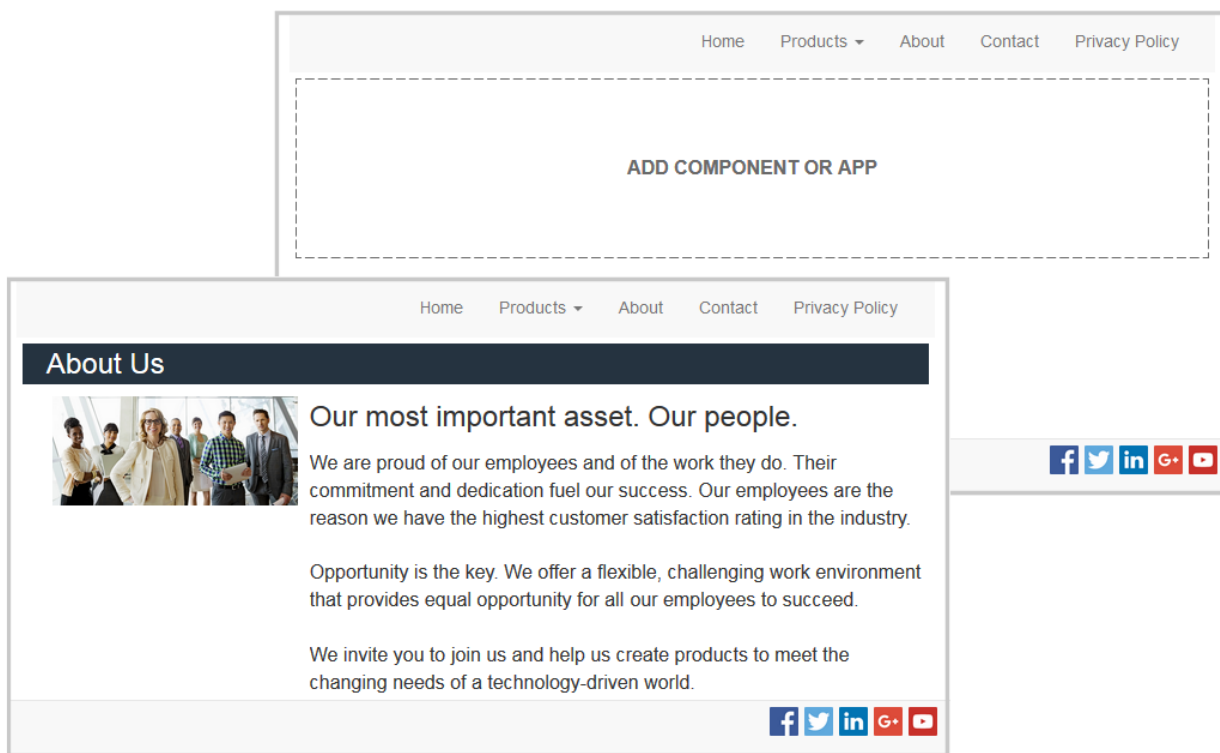 Home Products About Contact Privacy Policy
ADD COMPONENT OR APP
Home Products About Contact Privacy Policy
About Us
Our most important asset. Our people.
We are proud of our employees and of the work they do. Their
commitment and dedication fuel our success. Our employees are the
reason we have the highest customer satisfaction rating in the industry.
Opportunity is the key. We offer a flexible, challenging work environment
that provides equal opportunity for all our employees to succeed.
We invite you to join us and help us create products to meet the
changing needs of a technology-driven world.
f in G+
f in G+